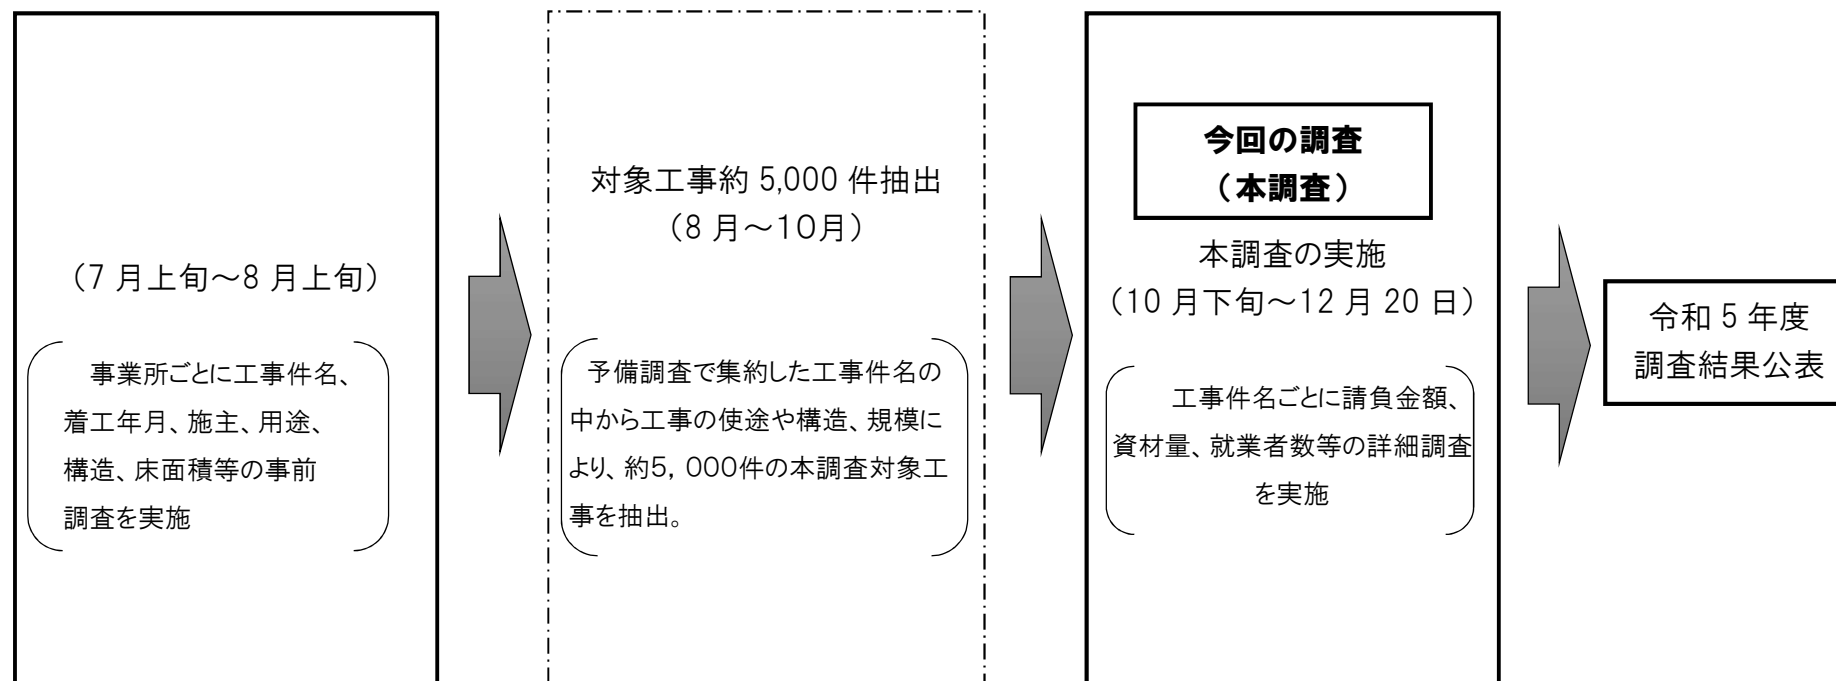 （7 月上旬～8 月上旬）
事業所ごとに工事件名、
着工年月、施主、用途、
構造、床面積等の事前
調査を実施
対象工事約 5,000 件抽出
（8 月～10月）
予備調査で集約した工事件名の
中から工事の使途や構造、規模に
より、約５，０００件の本調査対象工
事を抽出。
今回の調査
（本調査）
本調査の実施
（10 月下旬～12 月 20 日）
工事件名ごとに請負金額、
資材量、就業者数等の詳細調査
を実施
令和 5 年度
調査結果公表